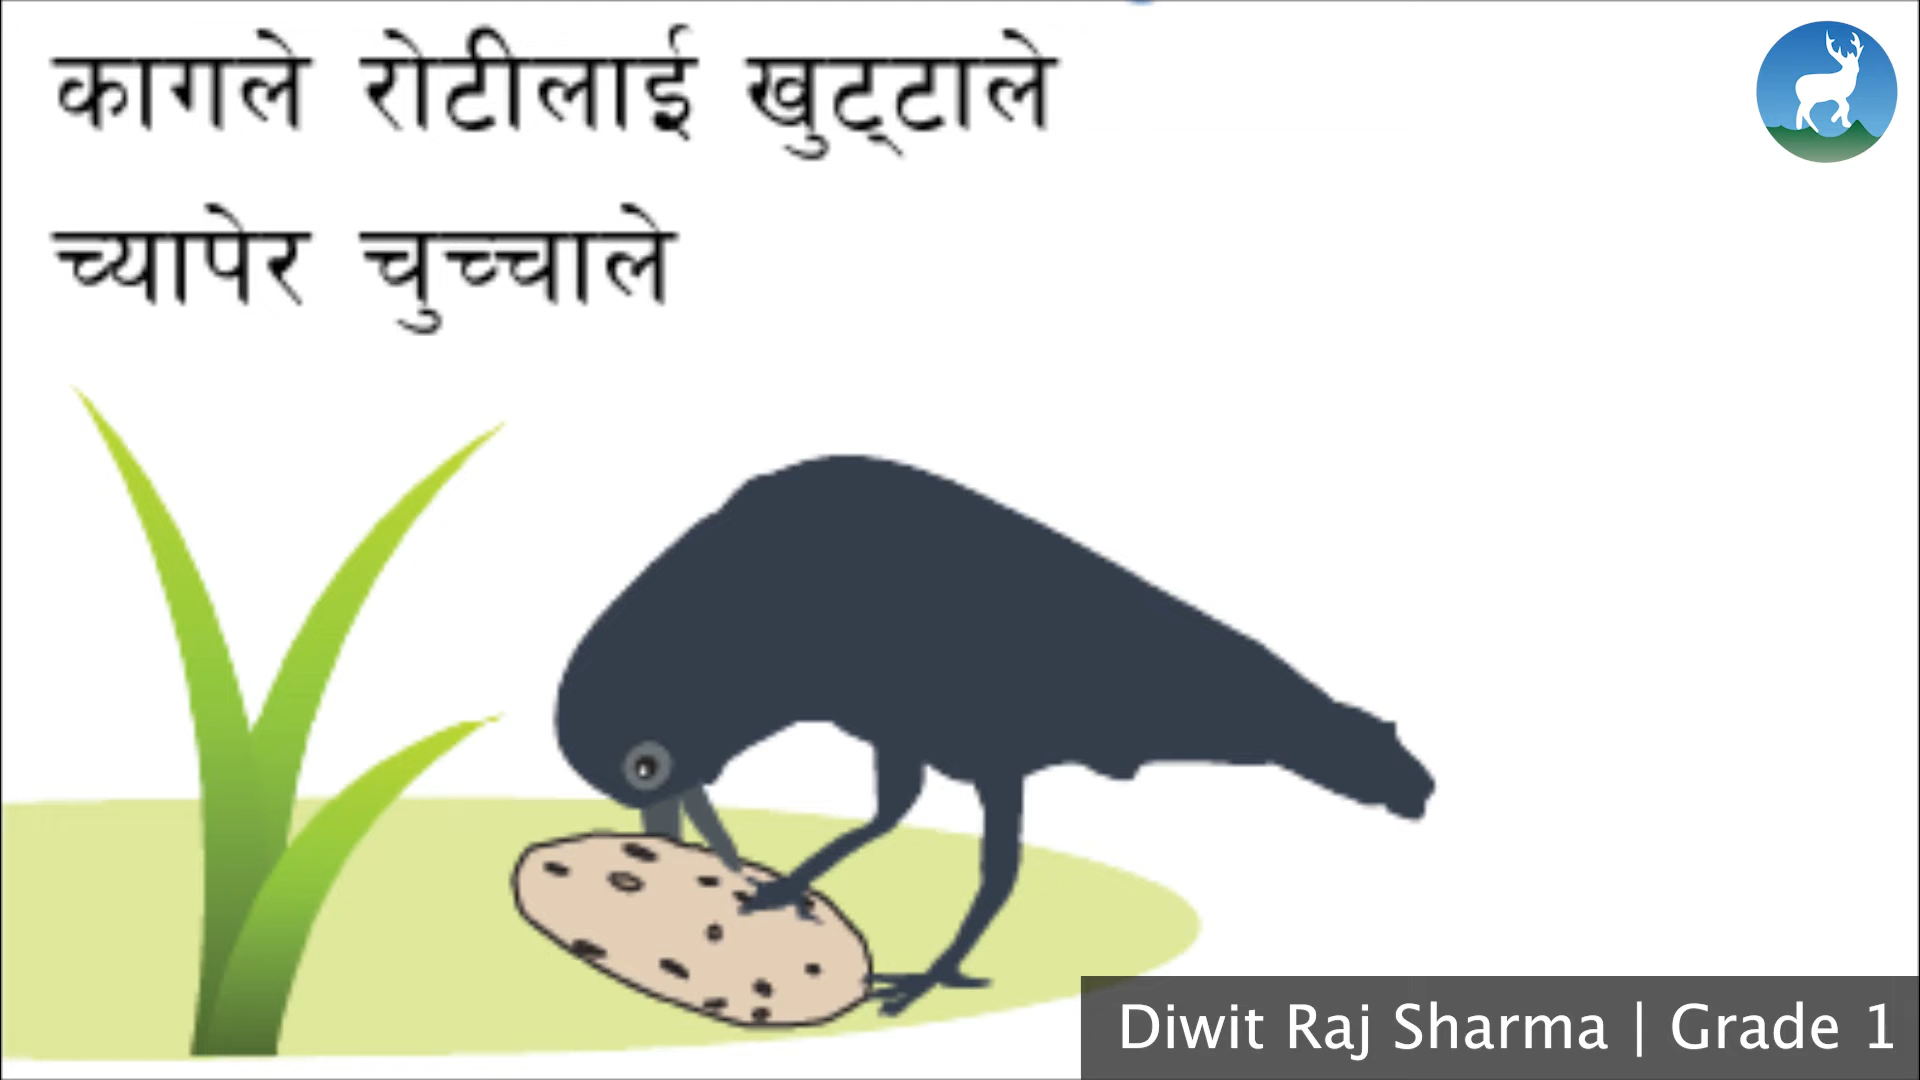 कागले रोटीलाई खुट्टाले
च्यापेर चुच्चाले
Diwit Raj Sharma | Grade 1